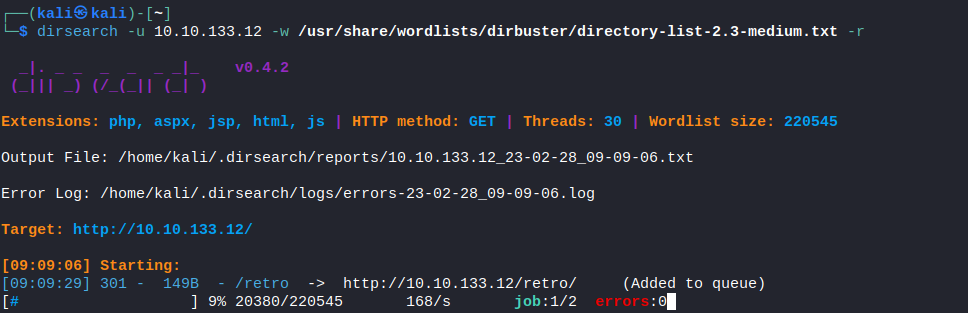 ┌──(kali㉿kali)-[~]
└─$ dirsearch -u 10.10.133.12 -w /usr/share/wordlists/dirbuster/directory-list-2.3-medium.txt -r
  _|. _ _  _  _  _ _|_    v0.4.2
 (_||| _) (/_(_|| (_| )
Extensions: php, aspx, jsp, html, js | HTTP method: GET | Threads: 30 | Wordlist size: 220545
Output File: /home/kali/.dirsearch/reports/10.10.133.12_23-02-28_09-09-06.txt
Error Log: /home/kali/.dirsearch/logs/errors-23-02-28_09-09-06.log
Target: http://10.10.133.12/
[09:09:06] Starting:
[09:09:29] 301 -  149B  - /retro  ->  http://10.10.133.12/retro/     (Added to queue)
[#                   ] 9% 20380/220545       168/s       job:1/2  errors:0